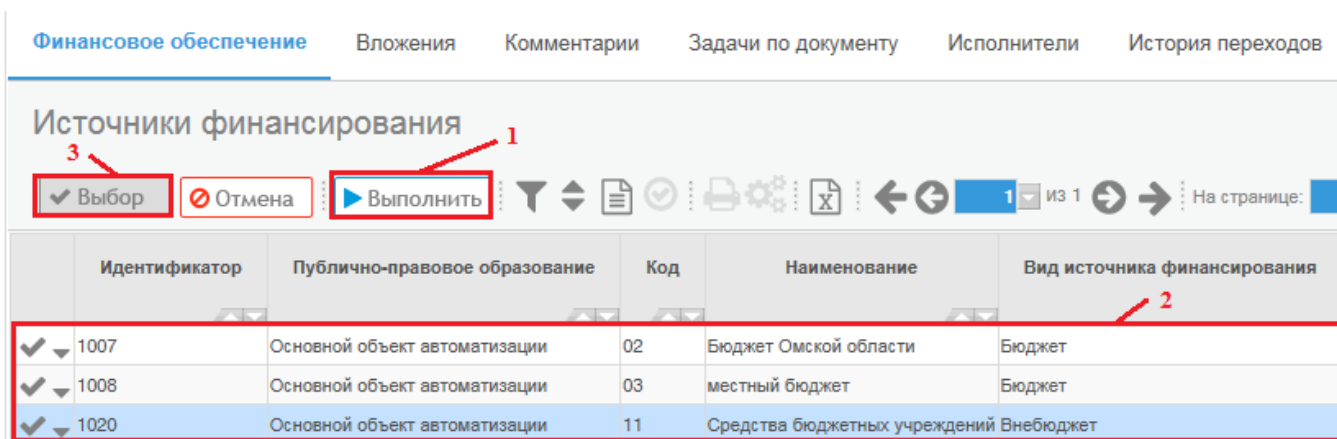 Финансовое обеспечение Вложения Комментарии Задачи по документу Исполнители История переходов
Источники финансирования
1
3
Выбор Отмена Выполнить 1 из 1 На странице:
Идентификатор Публично-правовое образование Код Наименование Вид источника финансирования
2
1007 Основной объект автоматизации 02 Бюджет Омской области Бюджет
1008 Основной объект автоматизации 03 местный бюджет Бюджет
1020 Основной объект автоматизации 11 Средства бюджетных учреждений Внебюджет